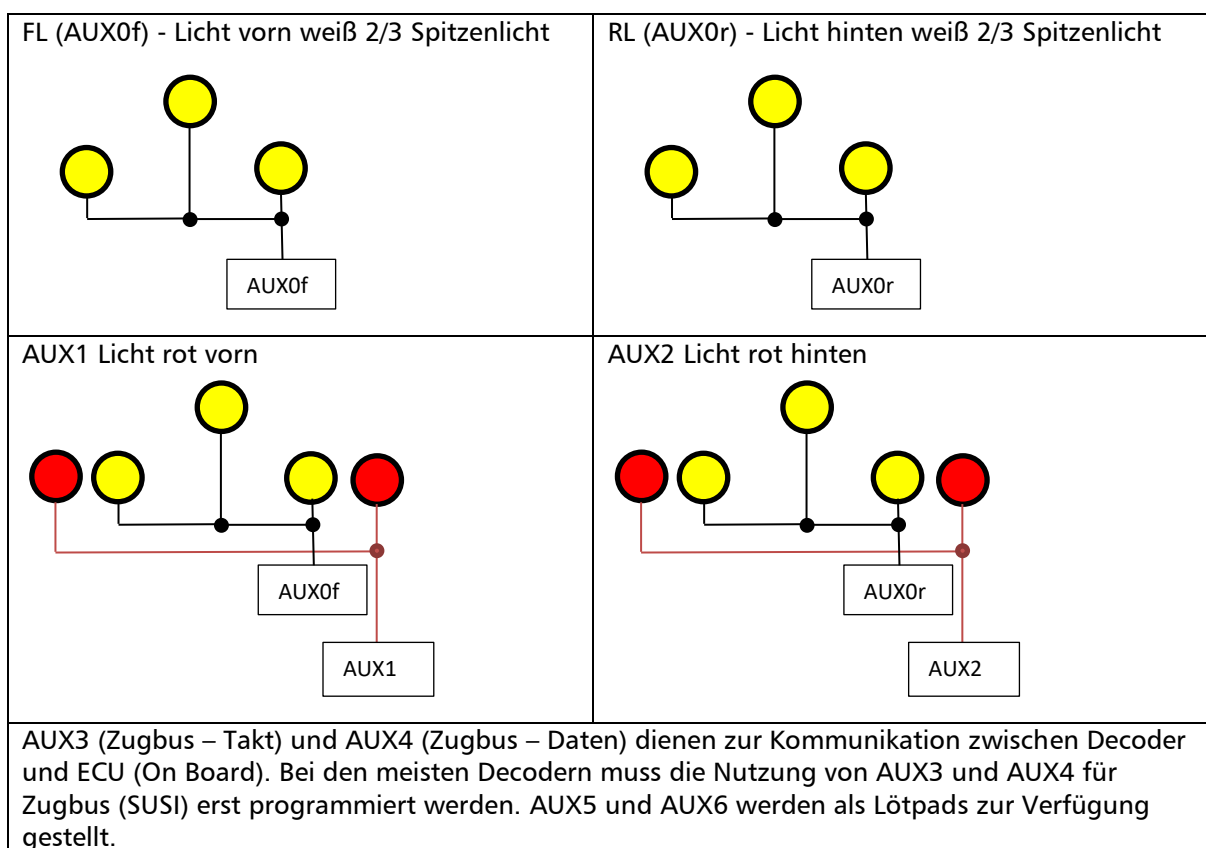 FL (AUX0f) - Licht vorn weiß 2/3 Spitzenlicht
AUX0f
RL (AUX0r) - Licht hinten weiß 2/3 Spitzenlicht
AUX0r
AUX1 Licht rot vorn
AUX0f
AUX1
AUX2 Licht rot hinten
AUX0r
AUX2
AUX3 (Zugbus – Takt) und AUX4 (Zugbus – Daten) dienen zur Kommunikation zwischen Decoder
und ECU (On Board). Bei den meisten Decodern muss die Nutzung von AUX3 und AUX4 für
Zugbus (SUSI) erst programmiert werden. AUX5 und AUX6 werden als Lötpads zur Verfügung
gestellt.